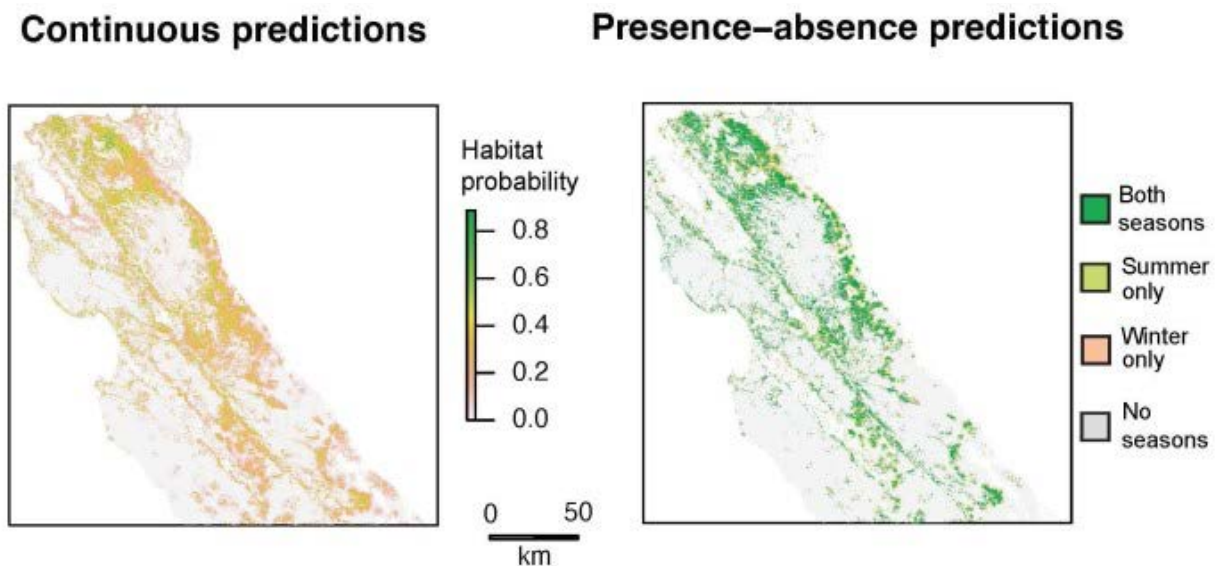 Continuous predictions
Presence–absence predictions
Habitat
probability
0.8
0.6
0.4
0.2
0.0
0 50
km
Both
seasons
Summer
only
Winter
only
No
seasons